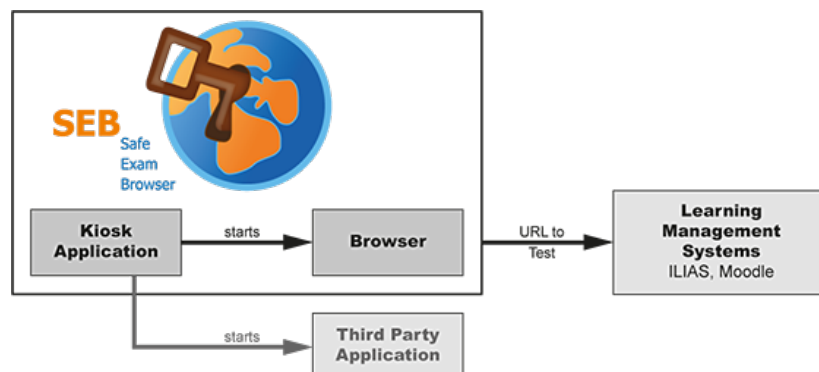 SEB
Safe
Exam
Browser
Kiosk
Application
starts
Browser
URL to
Test
Learning
Management
Systems
ILIAS, Moodle
starts
Third Party
Application